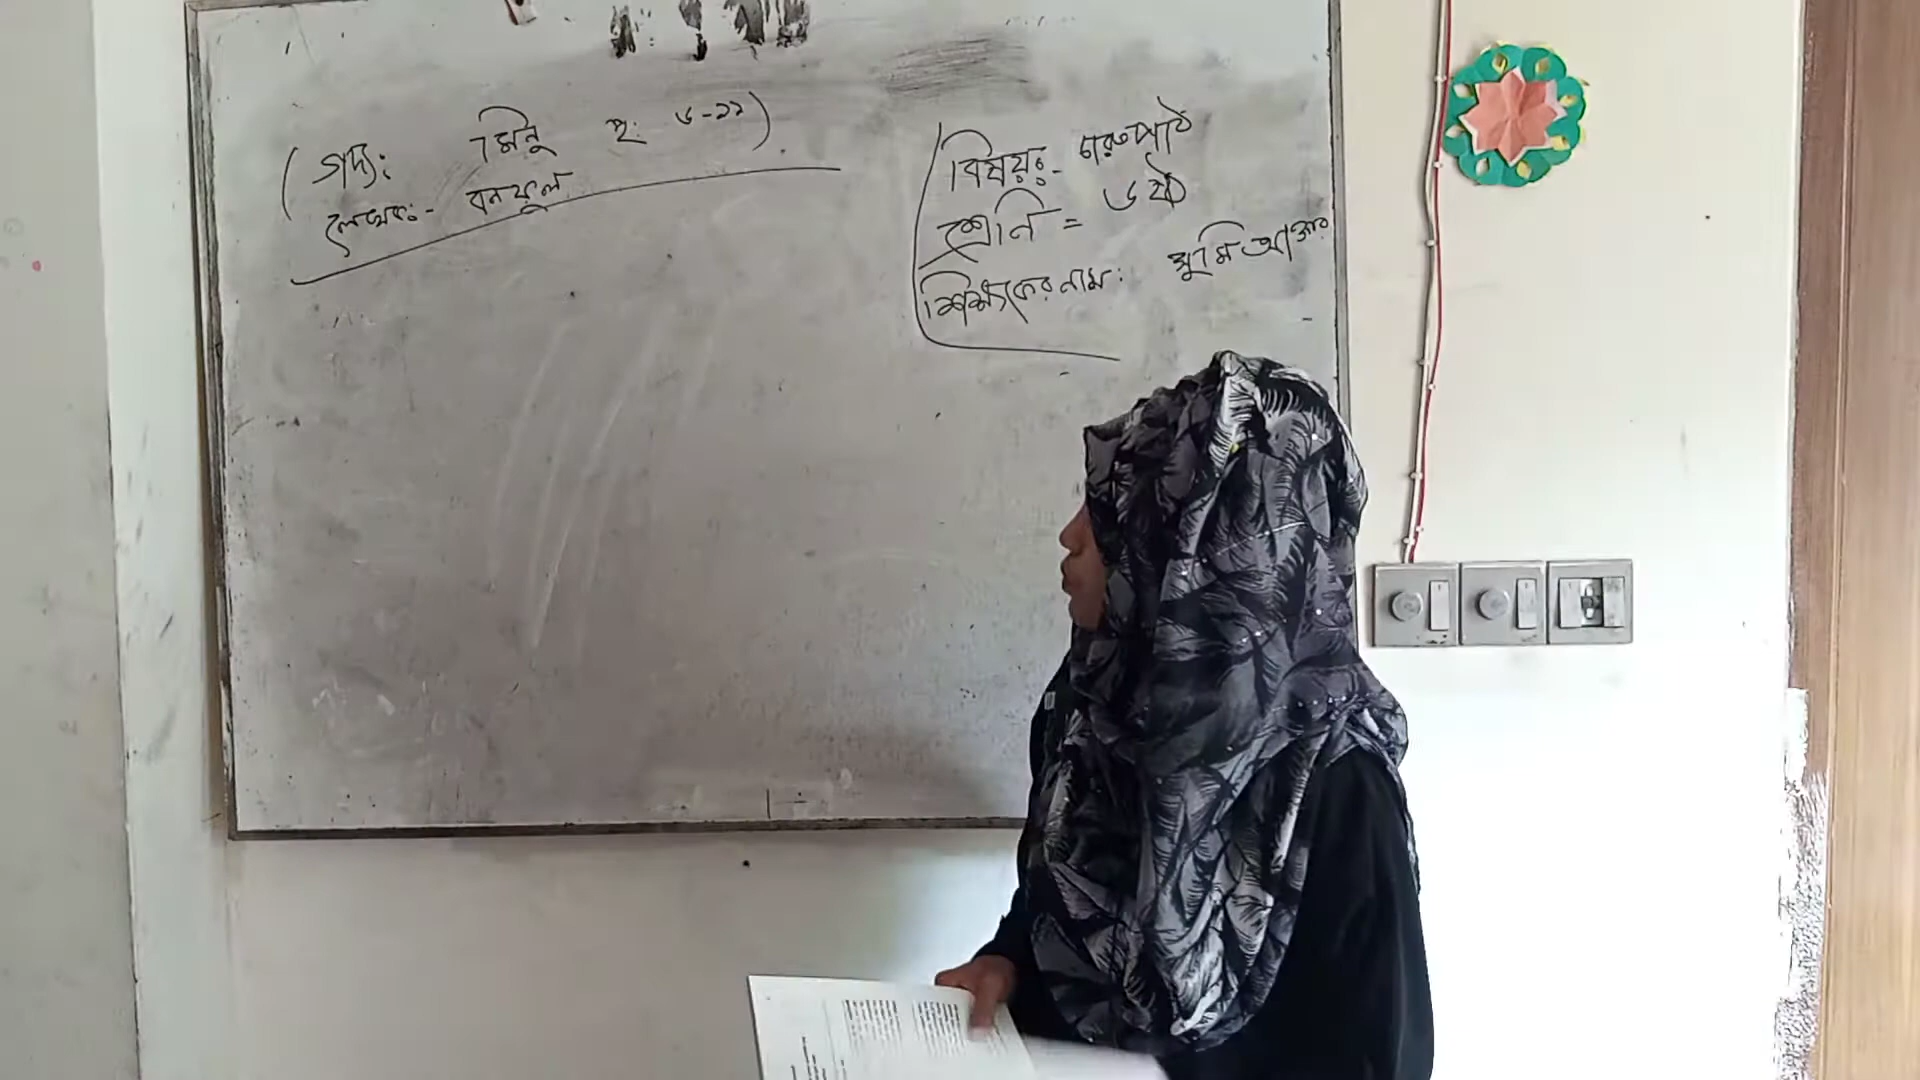 গদ্য: মিনু পৃ: ৬-১১
লেখক:- বনফুল
বিষয়:- চারুপাঠ
শ্রেনি = ৬ষ্ঠ
শিক্ষকের নাম: সুমি আক্তার